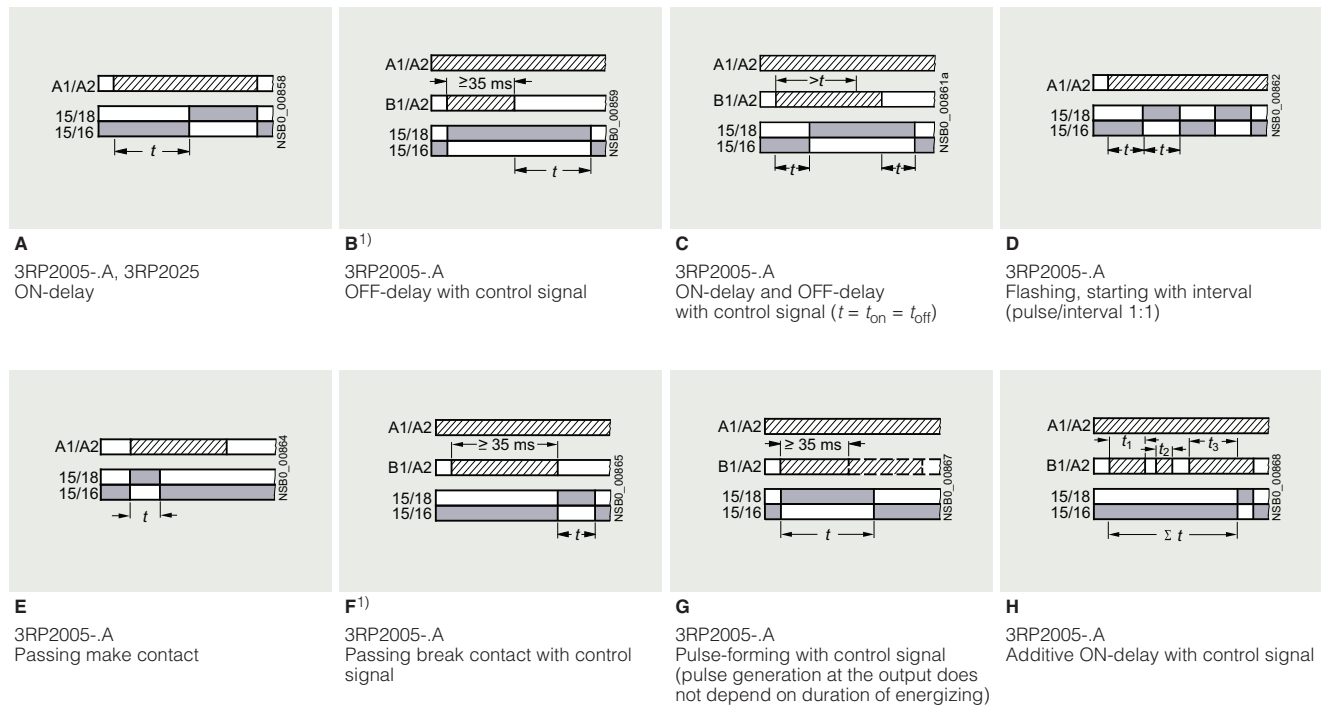 A1/A2
15/18
15/16
t
NSB0_00858
A
3RP2005-.A, 3RP2025
ON-delay
A1/A2
≥35 ms
B1/A2
15/18
15/16
t
NSB0_00859
B1)
3RP2005-.A
OFF-delay with control signal
A1/A2
>t
B1/A2
15/18
15/16
t t
NSB0_00861a
C
3RP2005-.A
ON-delay and OFF-delay
with control signal (t = ton = toff)
A1/A2
15/18
15/16
t t
NSB0_00862
D
3RP2005-.A
Flashing, starting with interval
(pulse/interval 1:1)
A1/A2
15/18
15/16
t
NSB0_00864
E
3RP2005-.A
Passing make contact
A1/A2
≥ 35 ms
B1/A2
15/18
15/16
t
NSB0_00865
F1)
3RP2005-.A
Passing break contact with control
signal
A1/A2
≥ 35 ms
B1/A2
15/18
15/16
t
NSB0_00867
G
3RP2005-.A
Pulse-forming with control signal
(pulse generation at the output does
not depend on duration of energizing)
A1/A2
t1 t2 t3
B1/A2
15/18
15/16
Σ t
NSB0_00868
H
3RP2005-.A
Additive ON-delay with control signal